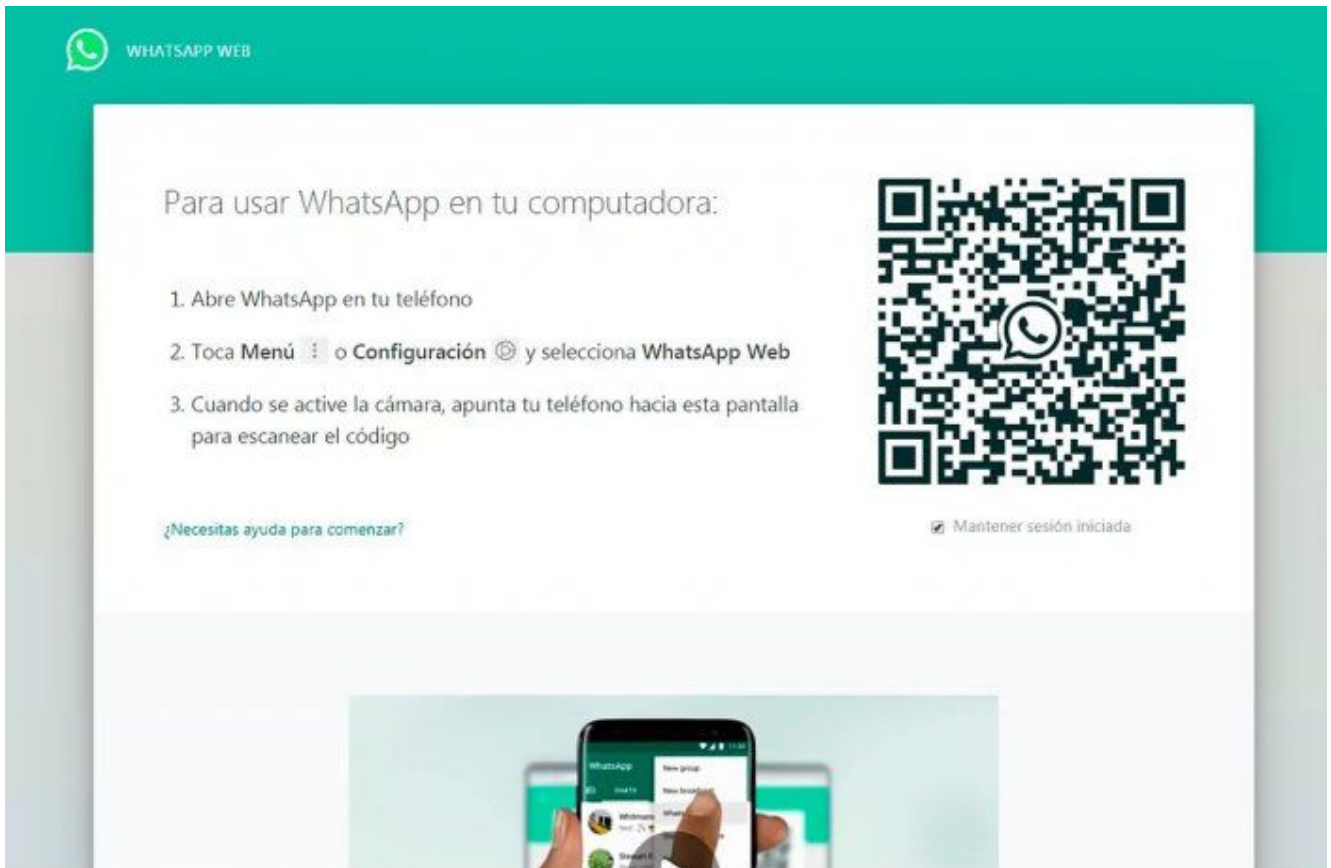 WHATSAPP WEB
Para usar WhatsApp en tu computadora:
1. Abre WhatsApp en tu teléfono
2. Toca Menú o Configuración y selecciona WhatsApp Web
3. Cuando se active la cámara, apunta tu teléfono hacia esta pantalla
para escanear el código
¿Necesitas ayuda para comenzar?
Mantener sesión iniciada
WhatsApp
New group
CHATS
New